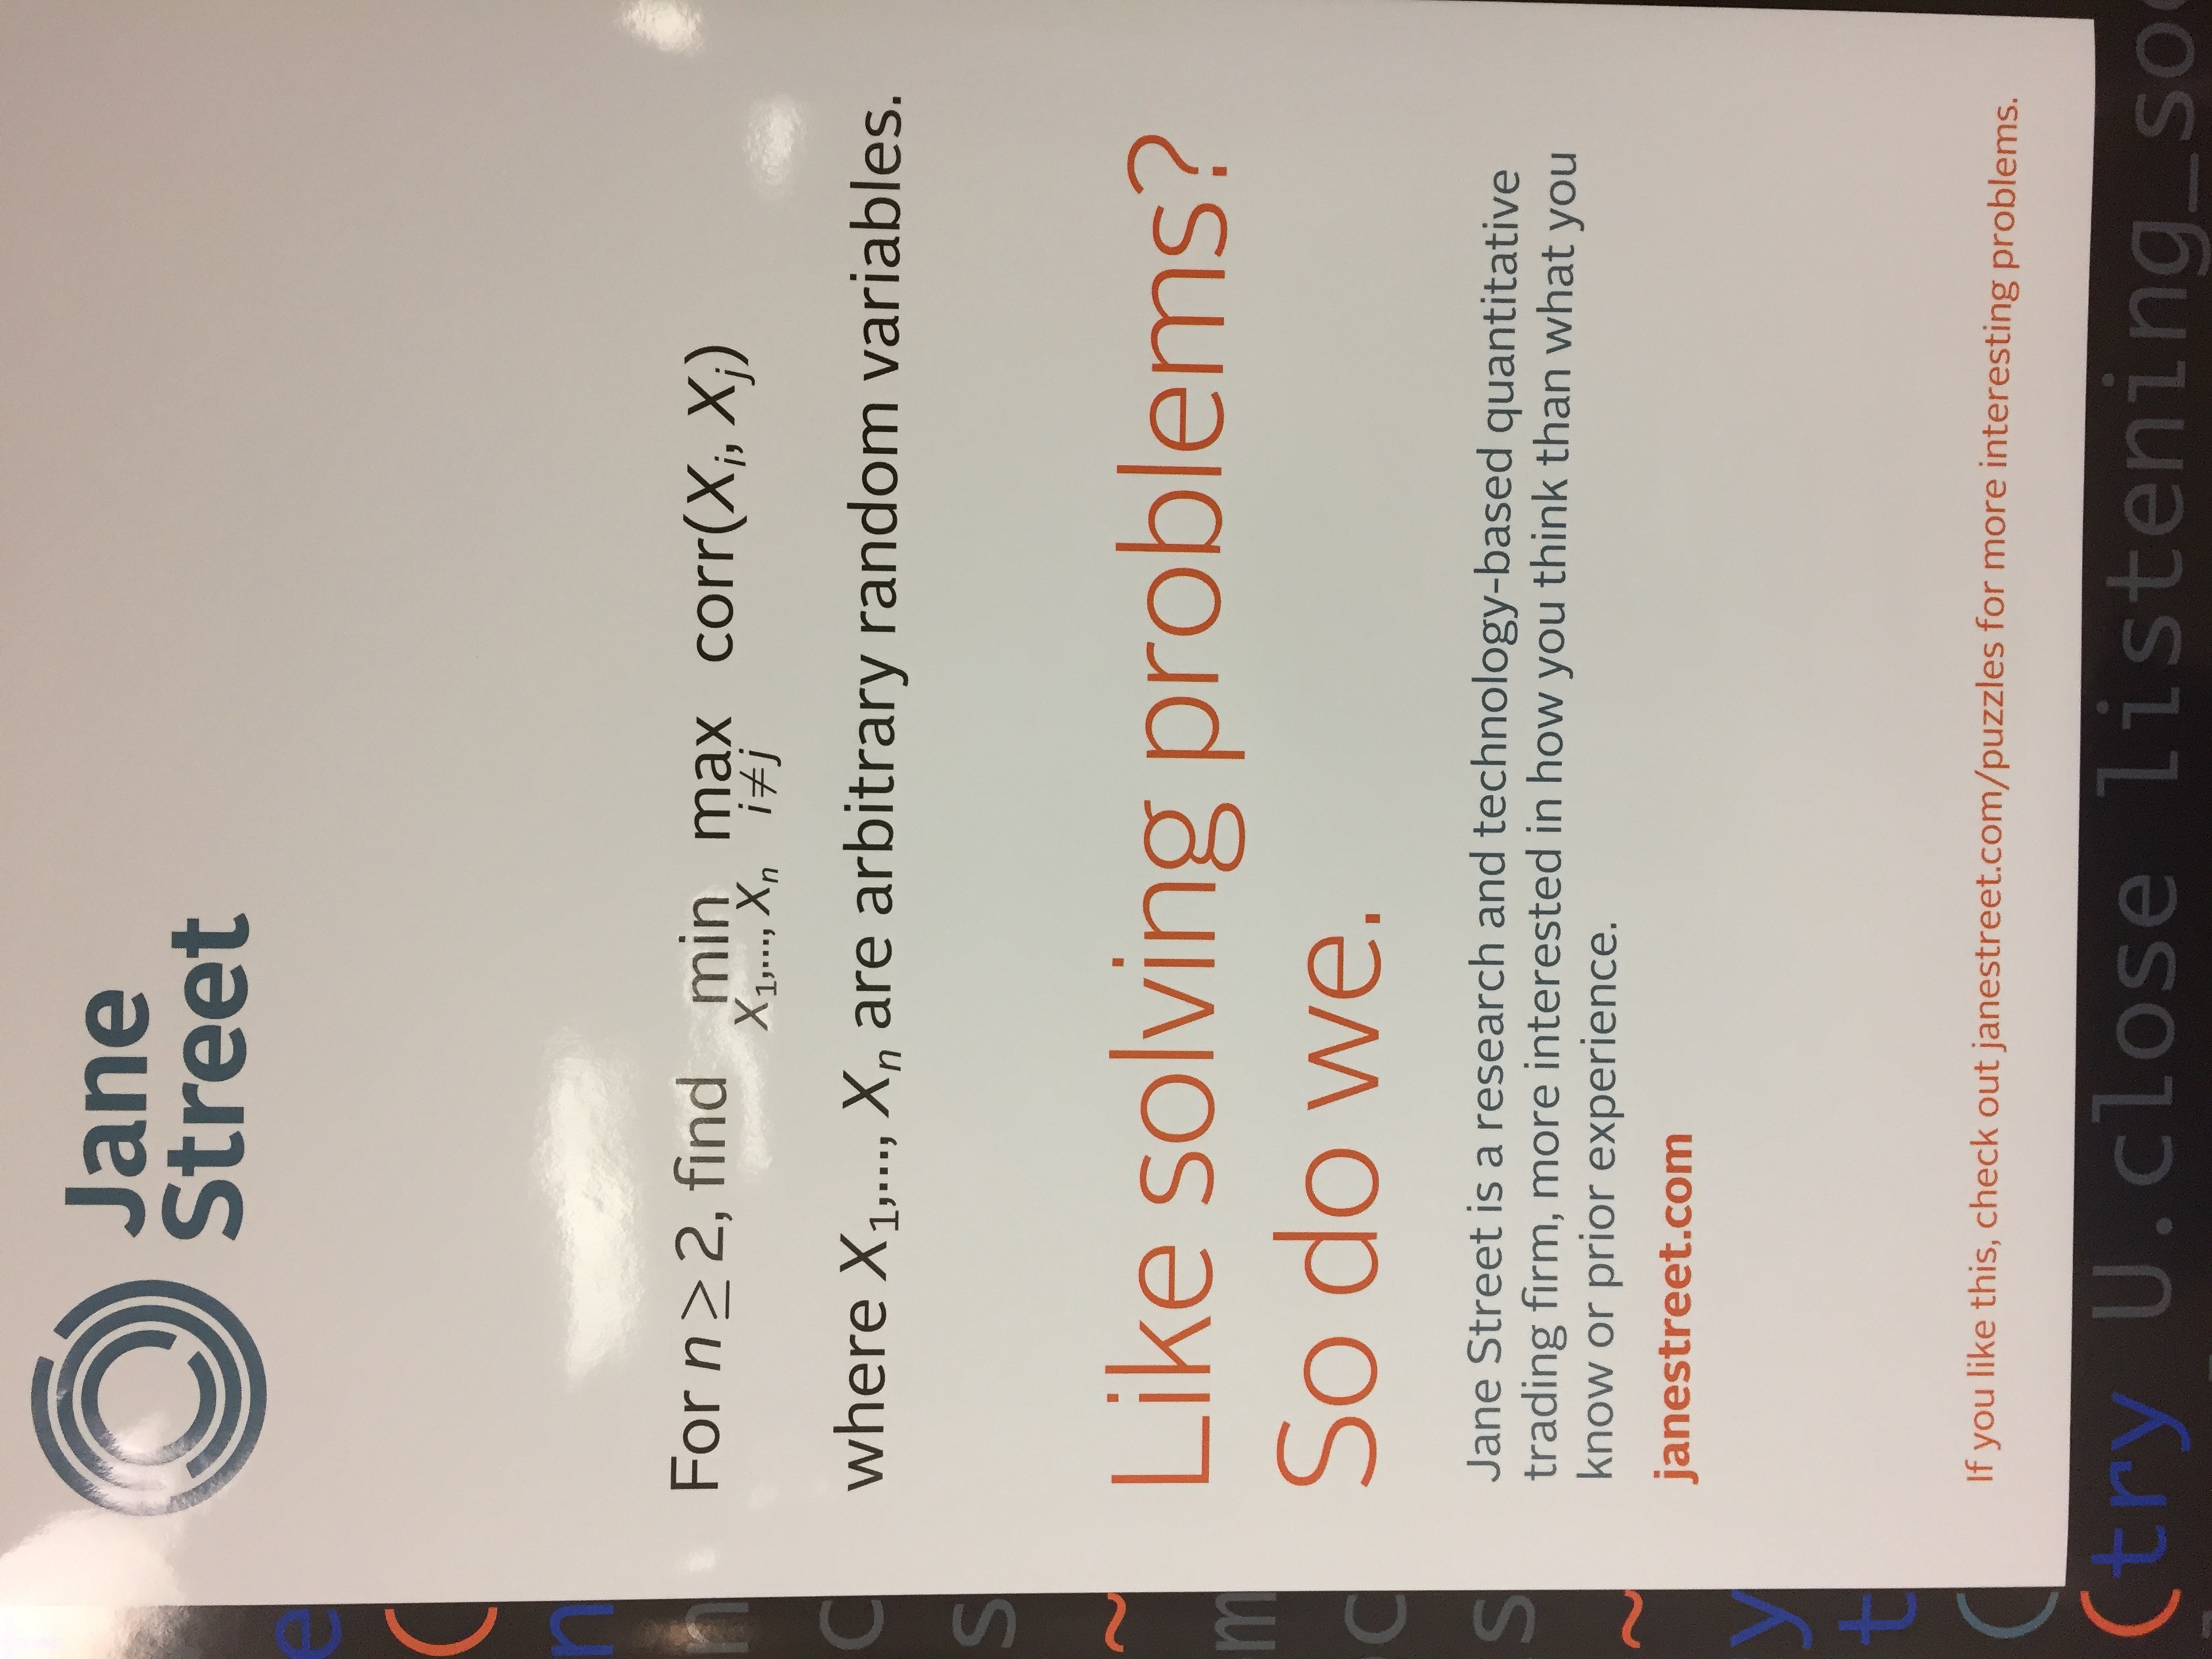 Jane
Street
For n ≥ 2, find min max corr(Xᵢ, Xⱼ)
X₁,..., Xₙ i≠j
where X₁,..., Xₙ are arbitrary random variables.
Like solving problems?
So do we.
Jane Street is a research and technology-based quantitative
trading firm, more interested in how you think than what you
know or prior experience.
janestreet.com
If you like this, check out janestreet.com/puzzles for more interesting problems.
e
(
n
n
c
s
~
m
c
s
~
y
t
(
(try U.close listening_so